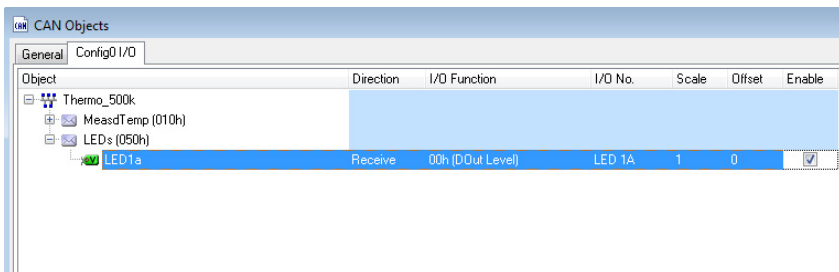 CAN CAN Objects
General Config0 I/O
Object Direction I/O Function I/O No. Scale Offset Enable
Thermo_500k
MeasdTemp (010h)
LEDs (050h)
LED1a Receive 00h (DOut Level) LED 1A 1 0